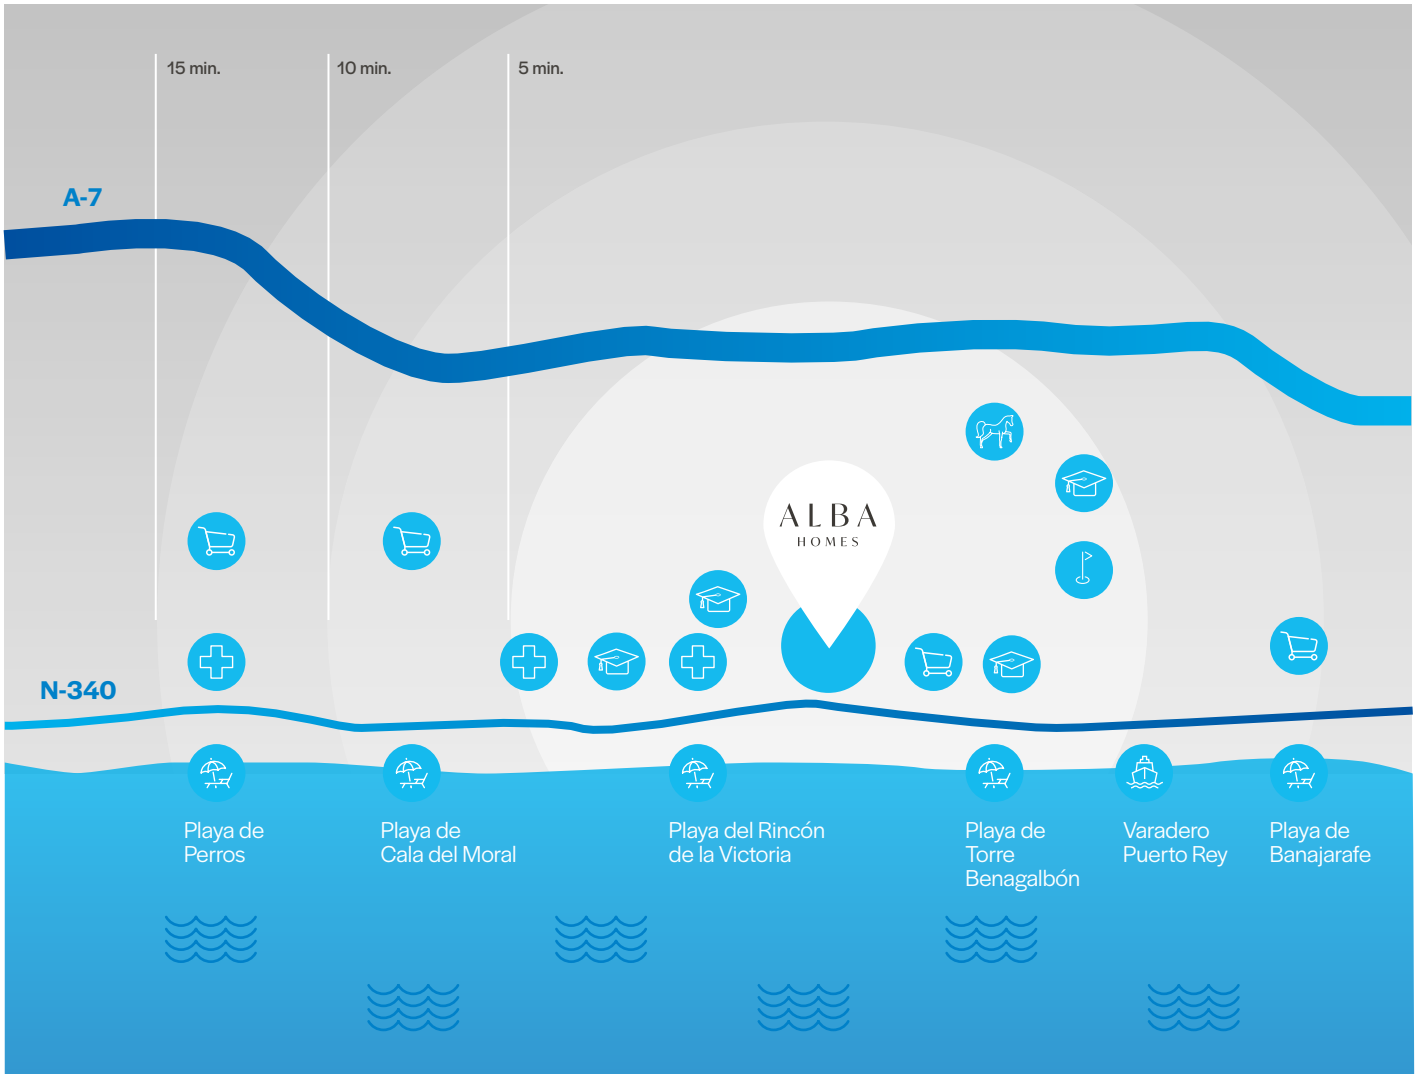 15 min.
10 min.
5 min.
A-7
ALBA
HOMES
N-340
Playa de
Perros
Playa de
Cala del Moral
Playa del Rincón
de la Victoria
Playa de
Torre
Benagalbón
Varadero
Puerto Rey
Playa de
Banajarafe